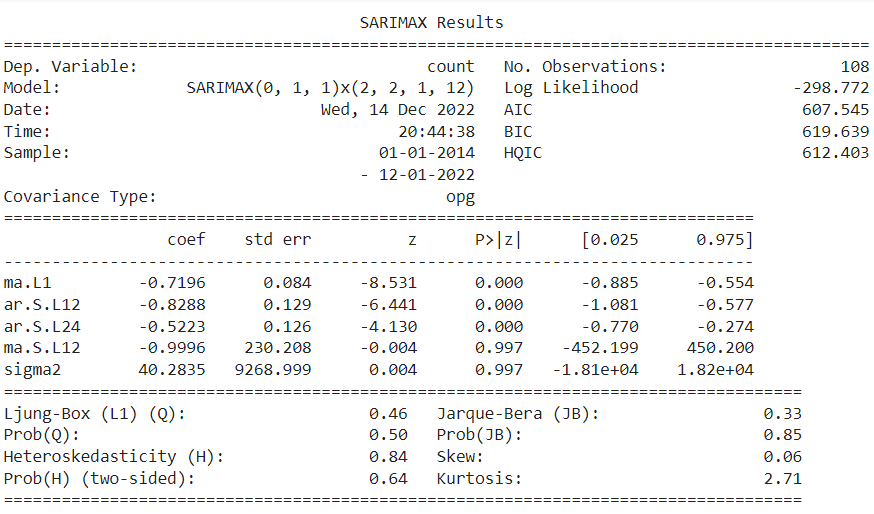 SARIMAX Results
==========================================================================================
Dep. Variable: count No. Observations: 108
Model: SARIMAX(0, 1, 1)x(2, 2, 1, 12) Log Likelihood -298.772
Date: Wed, 14 Dec 2022 AIC 607.545
Time: 20:44:38 BIC 619.639
Sample: 01-01-2014 HQIC 612.403
- 12-01-2022
Covariance Type: opg
==============================================================================
coef std err z P>|z| [0.025 0.975]
------------------------------------------------------------------------------
ma.L1 -0.7196 0.084 -8.531 0.000 -0.885 -0.554
ar.S.L12 -0.8288 0.129 -6.441 0.000 -1.081 -0.577
ar.S.L24 -0.5223 0.126 -4.130 0.000 -0.770 -0.274
ma.S.L12 -0.9996 230.208 -0.004 0.997 -452.199 450.200
sigma2 40.2835 9268.999 0.004 0.997 -1.81e+04 1.82e+04
===================================================================================
Ljung-Box (L1) (Q): 0.46 Jarque-Bera (JB): 0.33
Prob(Q): 0.50 Prob(JB): 0.85
Heteroskedasticity (H): 0.84 Skew: 0.06
Prob(H) (two-sided): 0.64 Kurtosis: 2.71
===================================================================================